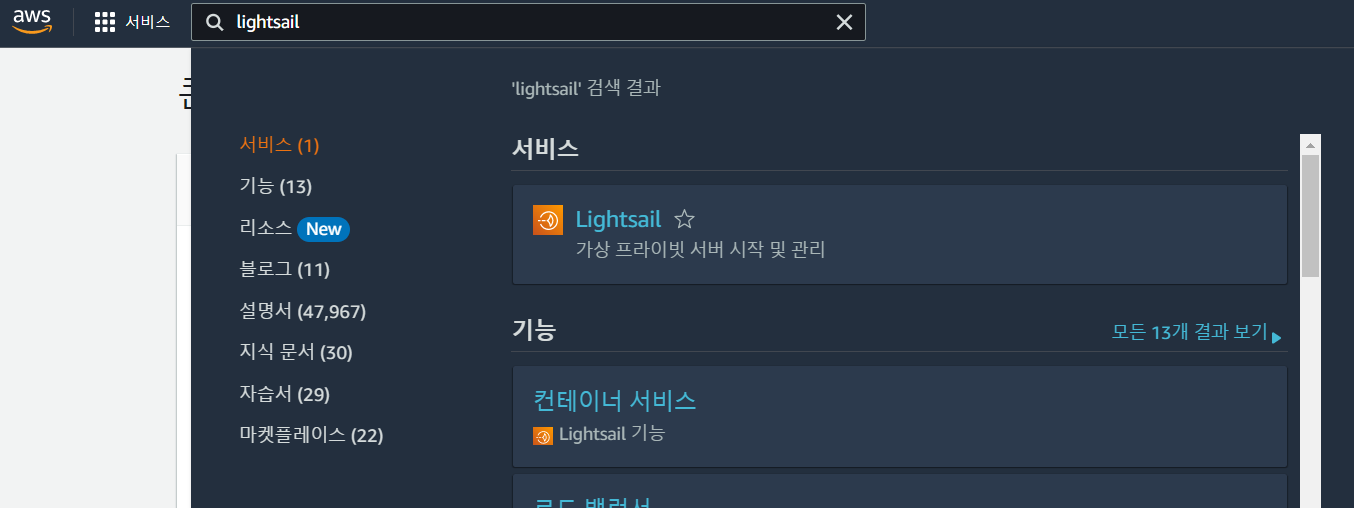 aws
서비스
lightsail
'lightsail' 검색 결과
서비스 (1)
기능 (13)
리소스 New
블로그 (11)
설명서 (47,967)
지식 문서 (30)
자습서 (29)
마켓플레이스 (22)
서비스
Lightsail
가상 프라이빗 서버 시작 및 관리
기능
모든 13개 결과 보기
컨테이너 서비스
Lightsail 기능